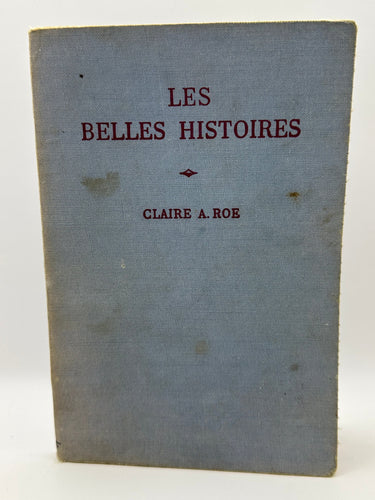 LES
BELLES HISTOIRES
CLAIRE A. ROE